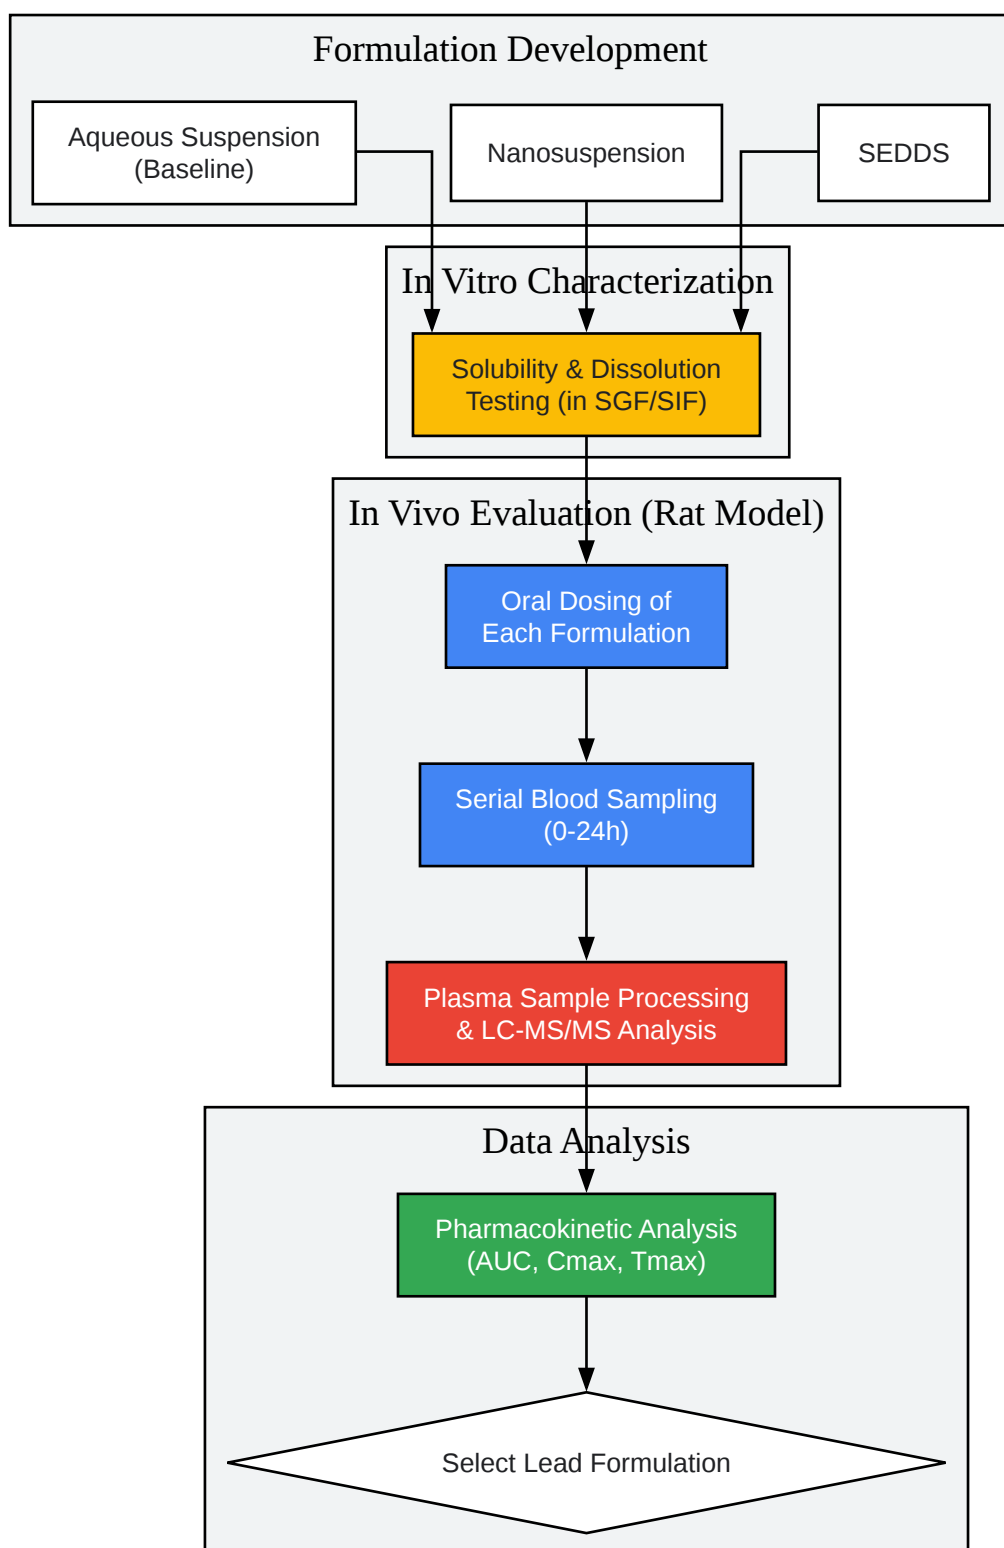 Formulation Development
Aqueous Suspension
(Baseline)
Nanosuspension
SEDDS
In Vitro Characterization
Solubility & Dissolution
Testing (in SGF/SIF)
In Vivo Evaluation (Rat Model)
Oral Dosing of
Each Formulation
Serial Blood Sampling
(0-24h)
Plasma Sample Processing
& LC-MS/MS Analysis
Data Analysis
Pharmacokinetic Analysis
(AUC, Cmax, Tmax)
Select Lead Formulation